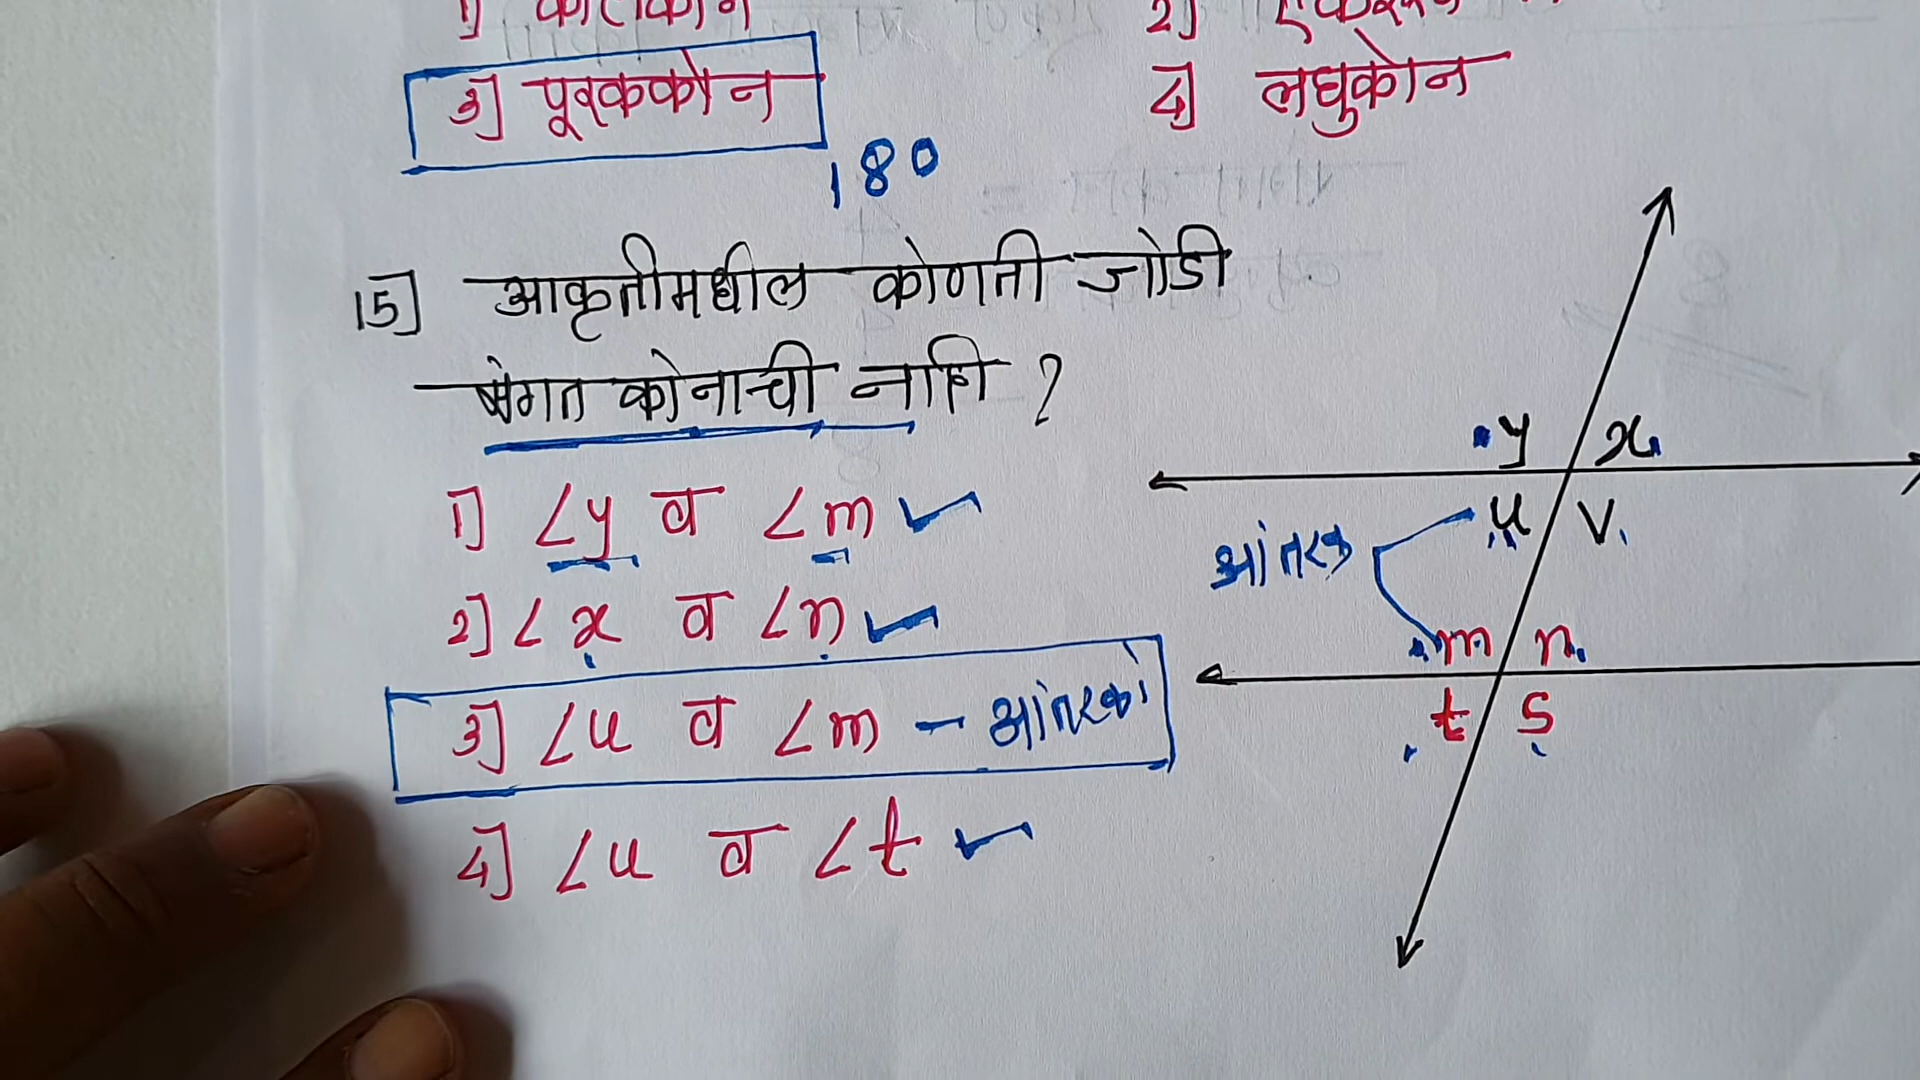 3] पूरककोन
4] लघुकोन
180
15] आकृतीमधील कोणती जोडी
संगत कोनाची नाही ?
1] ∠y व ∠m ✓
2] ∠x व ∠n ✓
3] ∠u व ∠m - आंतरको
4] ∠u व ∠t ✓
y x
u v
आंतरक
m n
t s